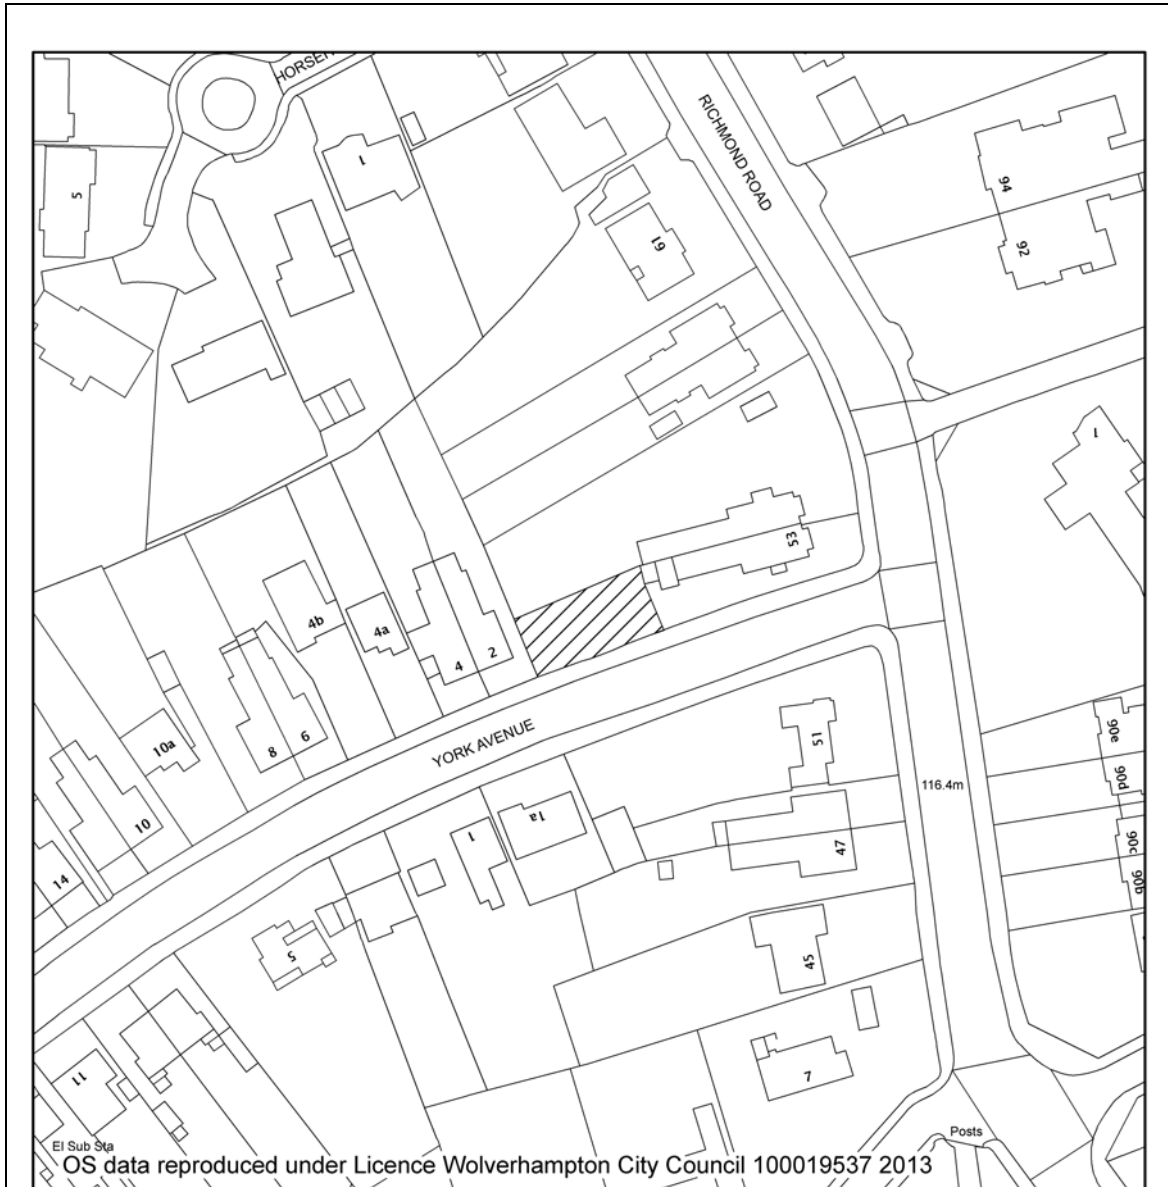 HORSEH
RICHMOND ROAD
1
5
94
19
92
1
53
4b
4a
4
2
8
6
10a
10
14
YORK AVENUE
51
116.4m
90e
90d
90c
90b
1a
1
47
5
45
7
11
Posts
El Sub Sta
OS data reproduced under Licence Wolverhampton City Council 100019537 2013